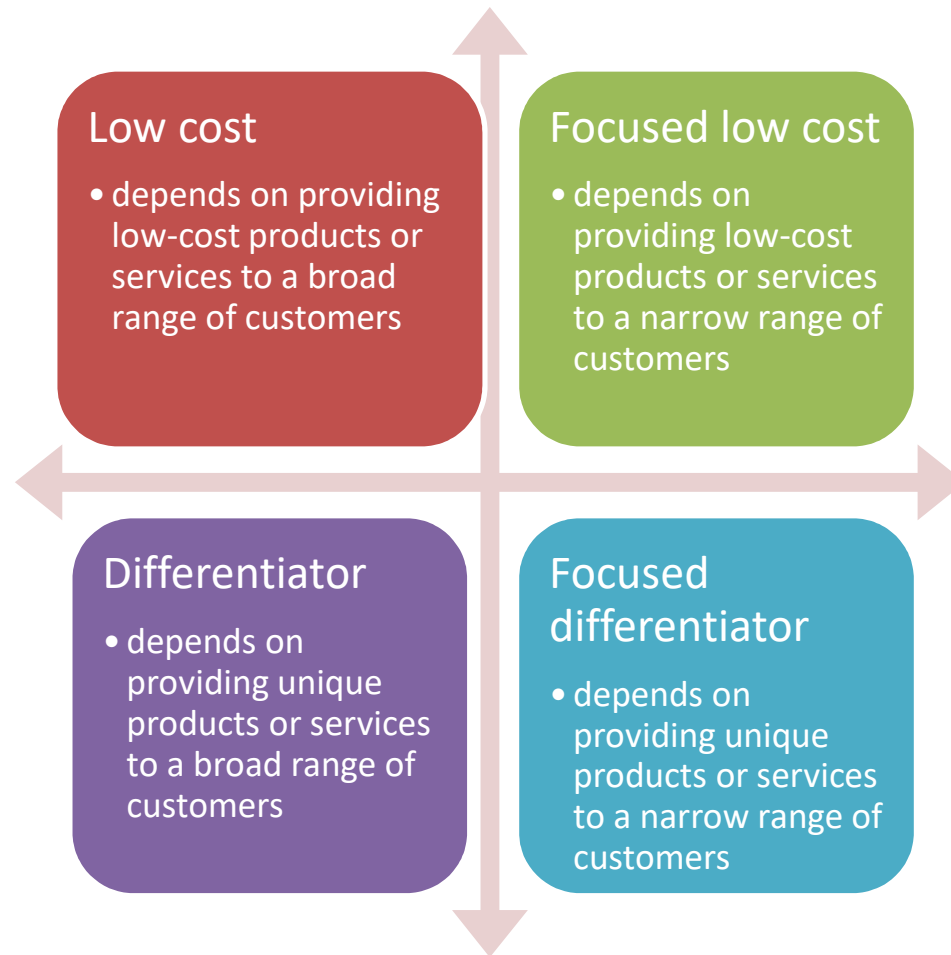 Low cost
• depends on providing
low-cost products or
services to a broad
range of customers
Focused low cost
• depends on
providing low-cost
products or services
to a narrow range of
customers
Differentiator
• depends on
providing unique
products or services
to a broad range of
customers
Focused
differentiator
• depends on
providing unique
products or services
to a narrow range of
customers